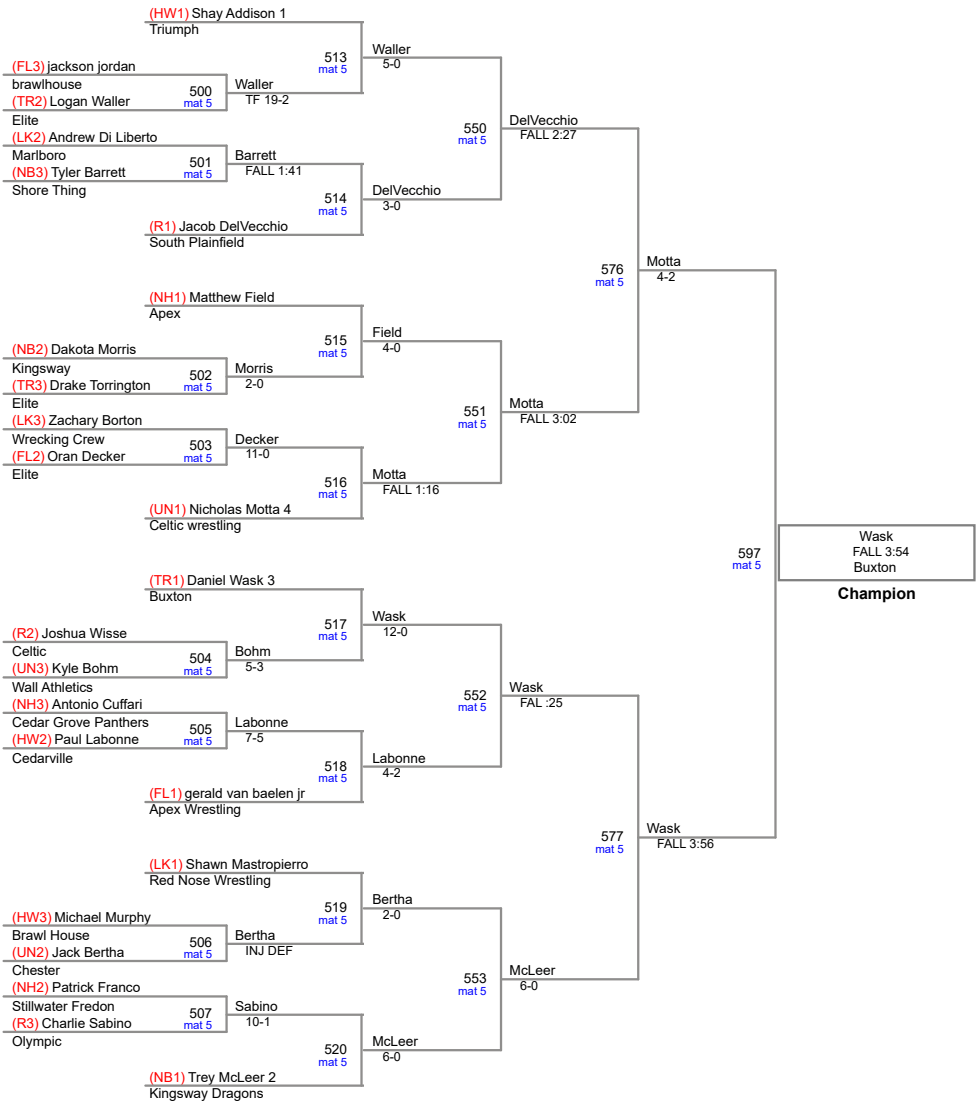 (HW1) Shay Addison 1
Triumph
513
mat 5
Waller
5-0
(FL3) jackson jordan
brawlhouse
500
mat 5
Waller
TF 19-2
(TR2) Logan Waller
Elite
550
mat 5
DelVecchio
FALL 2:27
(LK2) Andrew Di Liberto
Marlboro
501
mat 5
Barrett
FALL 1:41
(NB3) Tyler Barrett
Shore Thing
514
mat 5
DelVecchio
3-0
(R1) Jacob DelVecchio
South Plainfield
576
mat 5
Motta
4-2
(NH1) Matthew Field
Apex
515
mat 5
Field
4-0
(NB2) Dakota Morris
Kingsway
502
mat 5
Morris
2-0
(TR3) Drake Torrington
Elite
551
mat 5
Motta
FALL 3:02
(LK3) Zachary Borton
Wrecking Crew
503
mat 5
Decker
11-0
(FL2) Oran Decker
Elite
516
mat 5
Motta
FALL 1:16
(UN1) Nicholas Motta 4
Celtic wrestling
597
mat 5
Wask
FALL 3:54
Buxton
Champion
(TR1) Daniel Wask 3
Buxton
517
mat 5
Wask
12-0
(R2) Joshua Wisse
Celtic
504
mat 5
Bohm
5-3
(UN3) Kyle Bohm
Wall Athletics
552
mat 5
Wask
FAL :25
(NH3) Antonio Cuffari
Cedar Grove Panthers
505
mat 5
Labonne
7-5
(HW2) Paul Labonne
Cedarville
518
mat 5
Labonne
4-2
(FL1) gerald van baelen jr
Apex Wrestling
577
mat 5
Wask
FALL 3:56
(LK1) Shawn Mastropierro
Red Nose Wrestling
519
mat 5
Bertha
2-0
(HW3) Michael Murphy
Brawl House
506
mat 5
Bertha
INJ DEF
(UN2) Jack Bertha
Chester
553
mat 5
McLeer
6-0
(NH2) Patrick Franco
Stillwater Fredon
507
mat 5
Sabino
10-1
(R3) Charlie Sabino
Olympic
520
mat 5
McLeer
6-0
(NB1) Trey McLeer 2
Kingsway Dragons